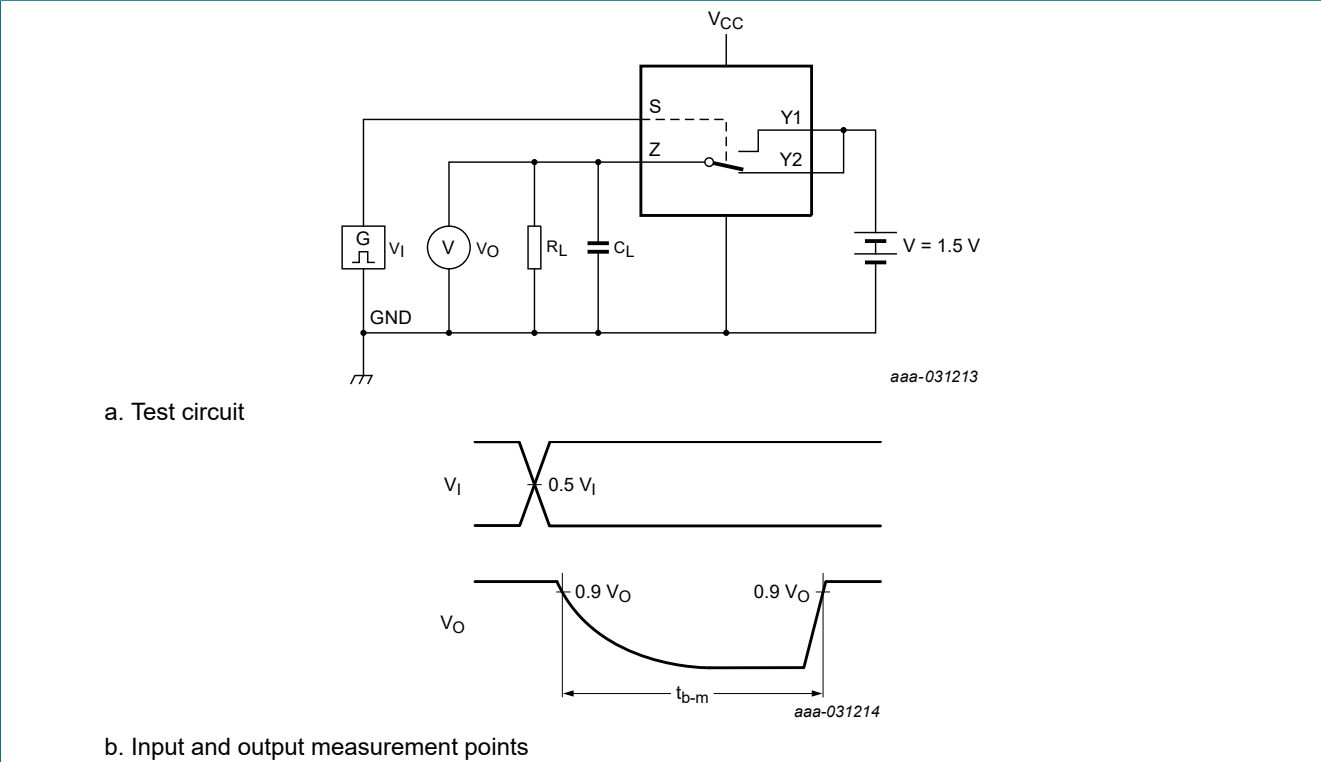 VCC
S
Y1
Z
Y2
G
VI
V
VO
RL
CL
V = 1.5 V
GND
aaa-031213
a. Test circuit
VI
0.5 VI
0.9 VO
0.9 VO
VO
tb-m
aaa-031214
b. Input and output measurement points